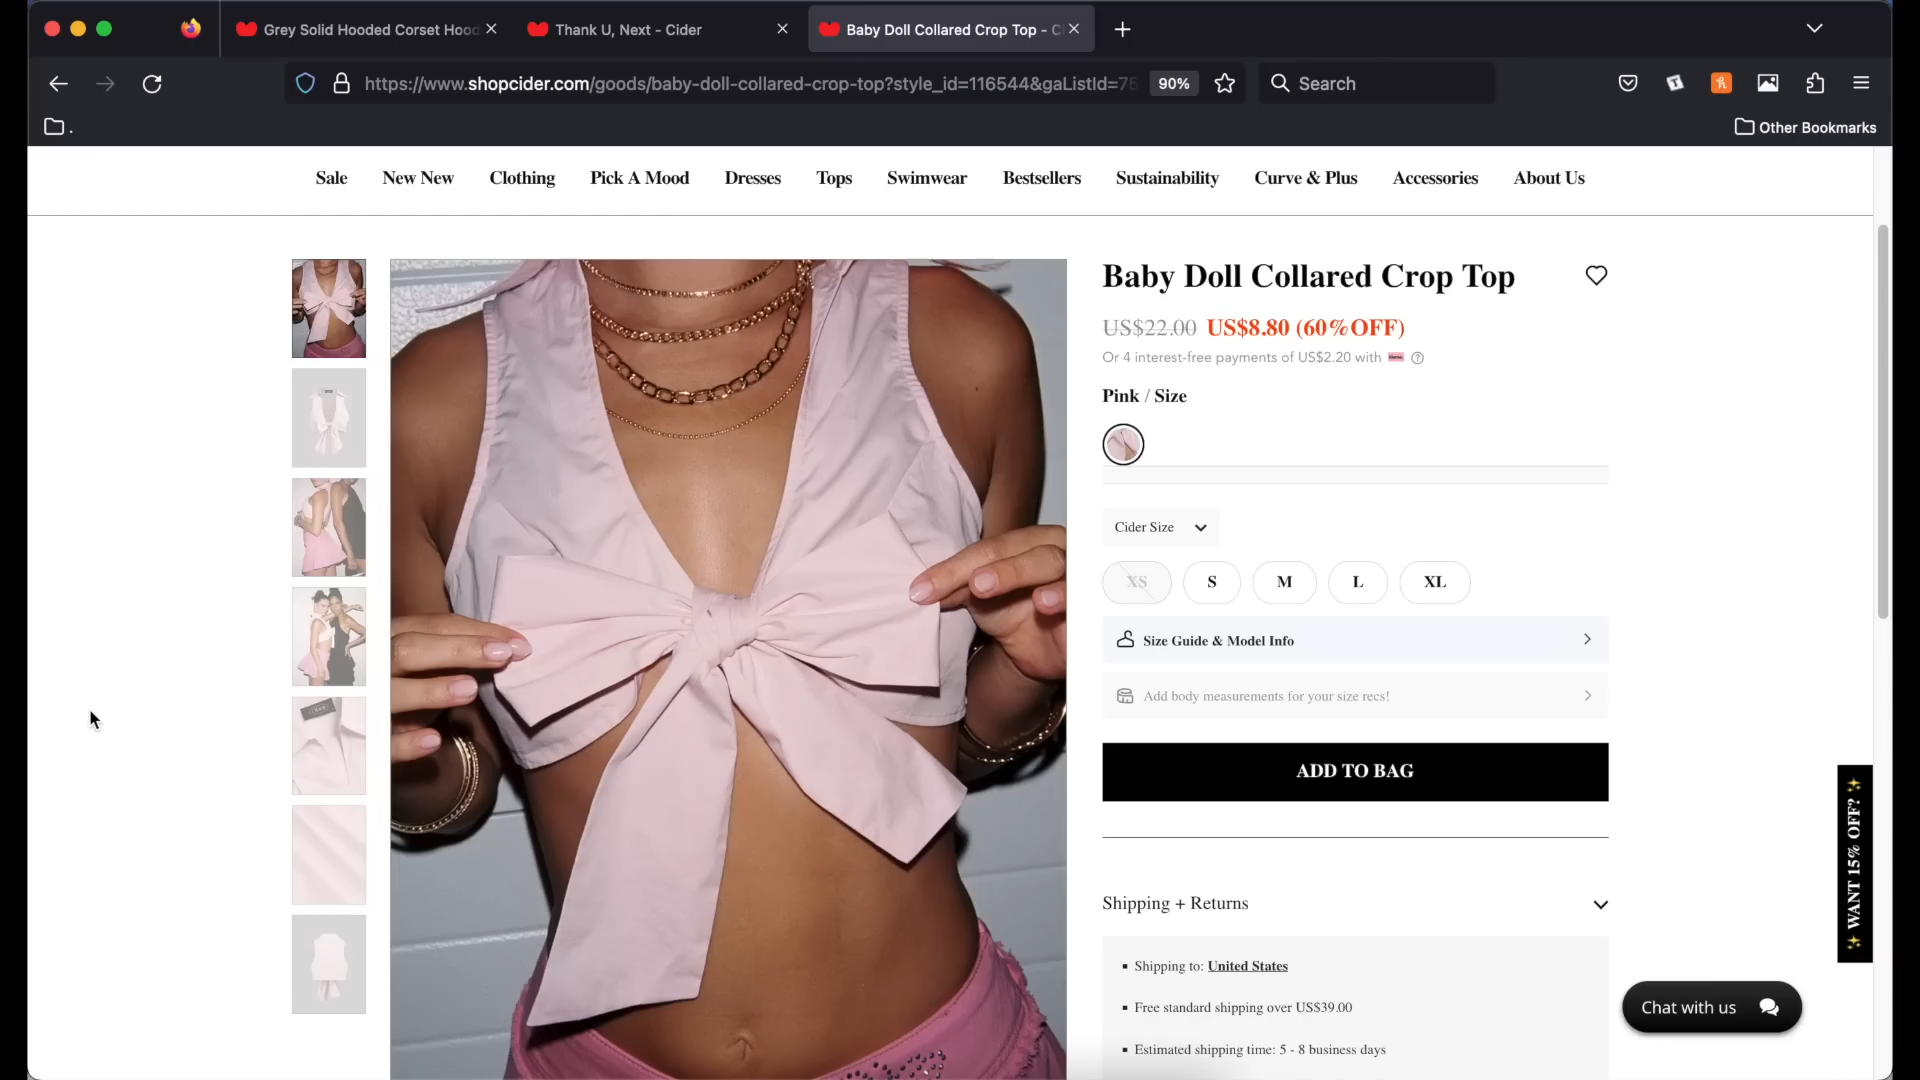 Grey Solid Hooded Corset Hood
Thank U, Next - Cider
Baby Doll Collared Crop Top - C
https://www.shopcider.com/goods/baby-doll-collared-crop-top?style_id=116544&gaListId=75
90%
Search
.
Other Bookmarks
Sale
New New
Clothing
Pick A Mood
Dresses
Tops
Swimwear
Bestsellers
Sustainability
Curve & Plus
Accessories
About Us
Baby Doll Collared Crop Top
US$22.00 US$8.80 (60%OFF)
Or 4 interest-free payments of US$2.20 with
Pink / Size
Cider Size
XS
S
M
L
XL
Size Guide & Model Info
Add body measurements for your size recs!
ADD TO BAG
✨ WANT 15% OFF? ✨
Shipping + Returns
▪ Shipping to: United States
▪ Free standard shipping over US$39.00
▪ Estimated shipping time: 5 - 8 business days
Chat with us